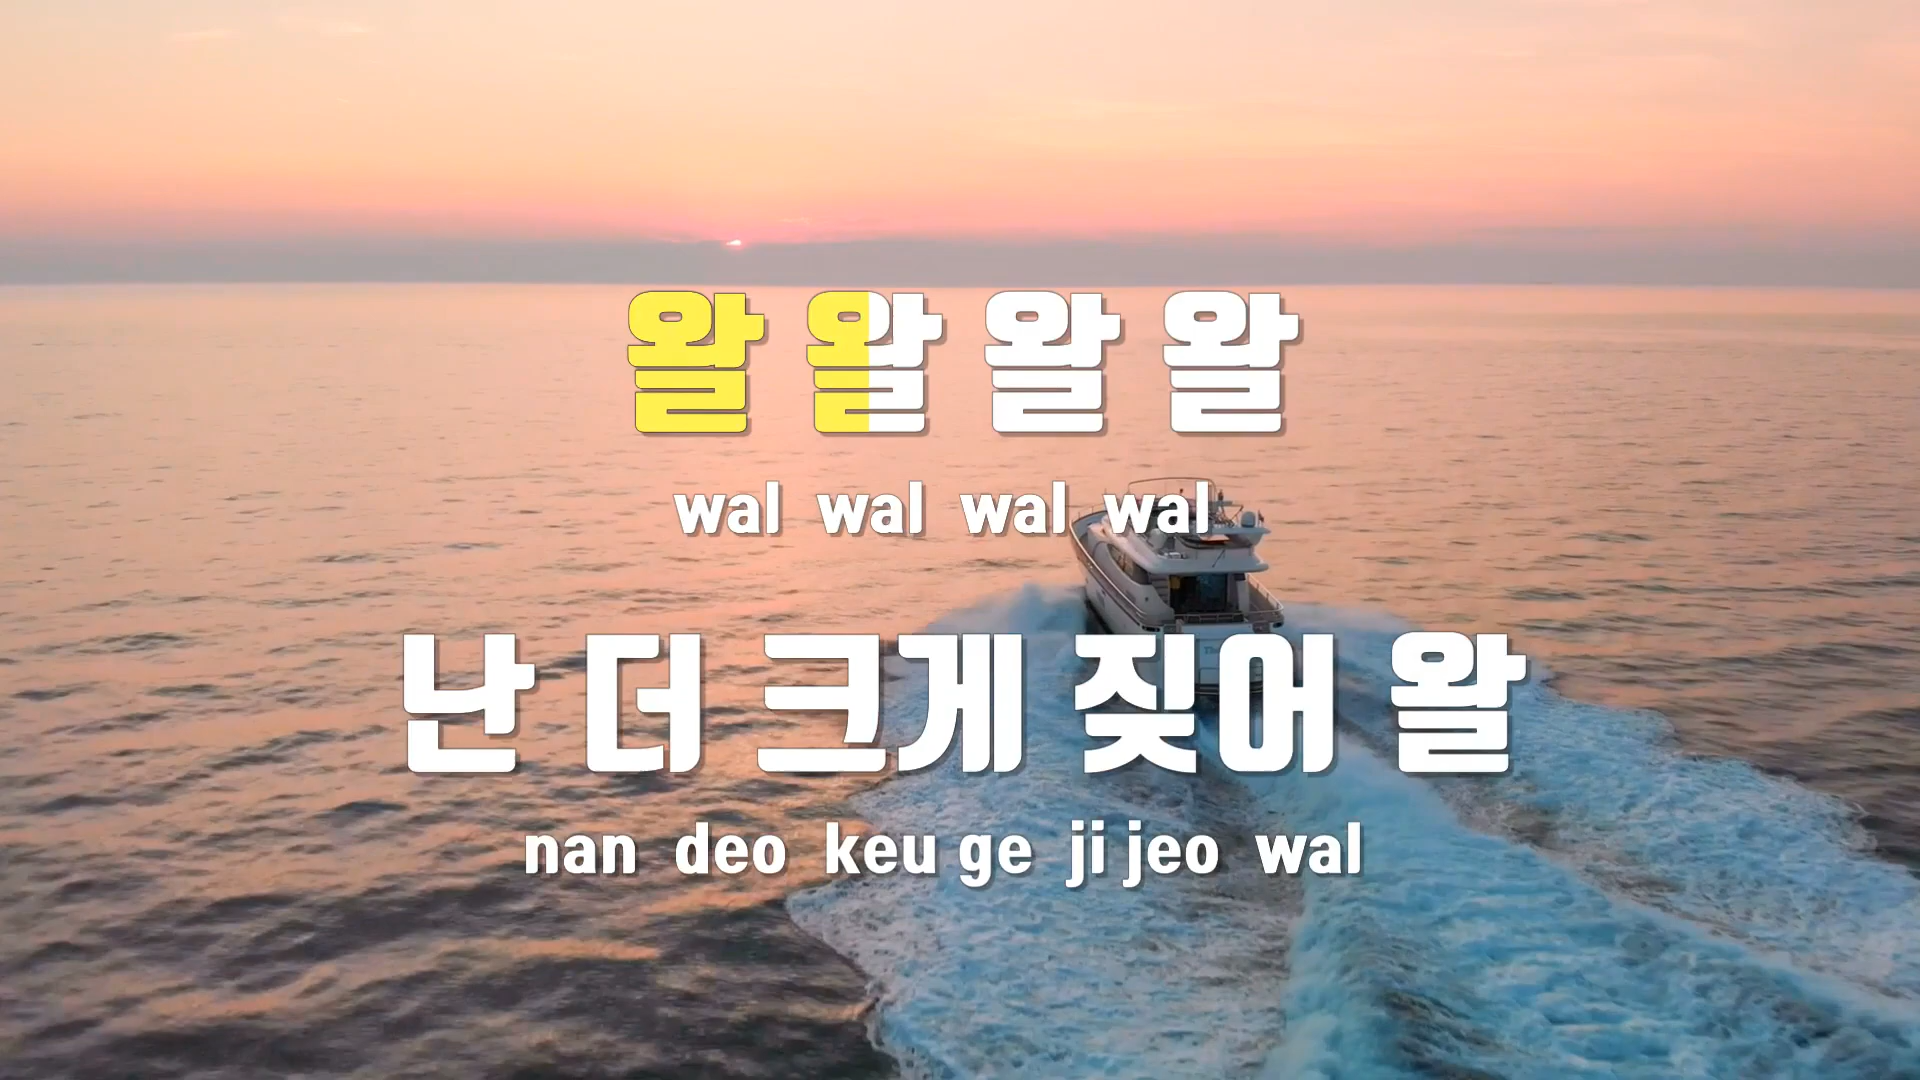 왈 왈 왈 왈
wal wal wal wal
난 더 크게 짖어 왈
nan deo keu ge ji jeo wal